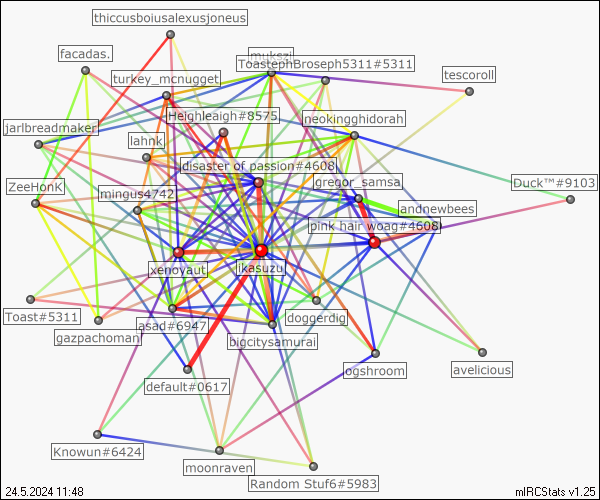 thiccusboiusalexusjoneus
facadas.
mukszi
ToastephBroseph5311#5311
turkey_mcnugget
tescoroll
Heighleaigh#8575
neokingghidorah
jarlbreadmaker
lahnk
disaster of passion#4608
gregor_samsa
Duck™#9103
ZeeHonK
mingus4742
andnewbees
pink hair woag#4608
xenoyaut
ikasuzu
Toast#5311
asad#6947
doggerdig
gazpachoman
bigcitysamurai
avelicious
ogshroom
default#0617
Knowun#6424
moonraven
Random Stuf6#5983
24.5.2024 11:48
mIRCStats v1.25